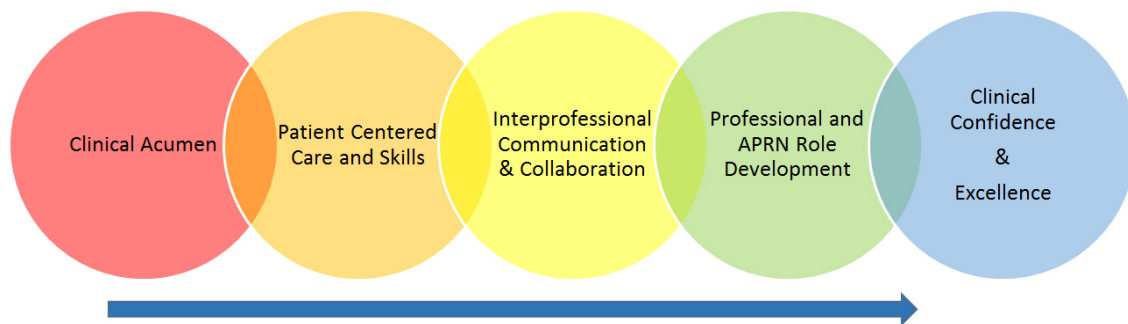 Clinical Acumen
Patient Centered
Care and Skills
Interprofessional
Communication
& Collaboration
Professional and
APRN Role
Development
Clinical
Confidence
&
Excellence